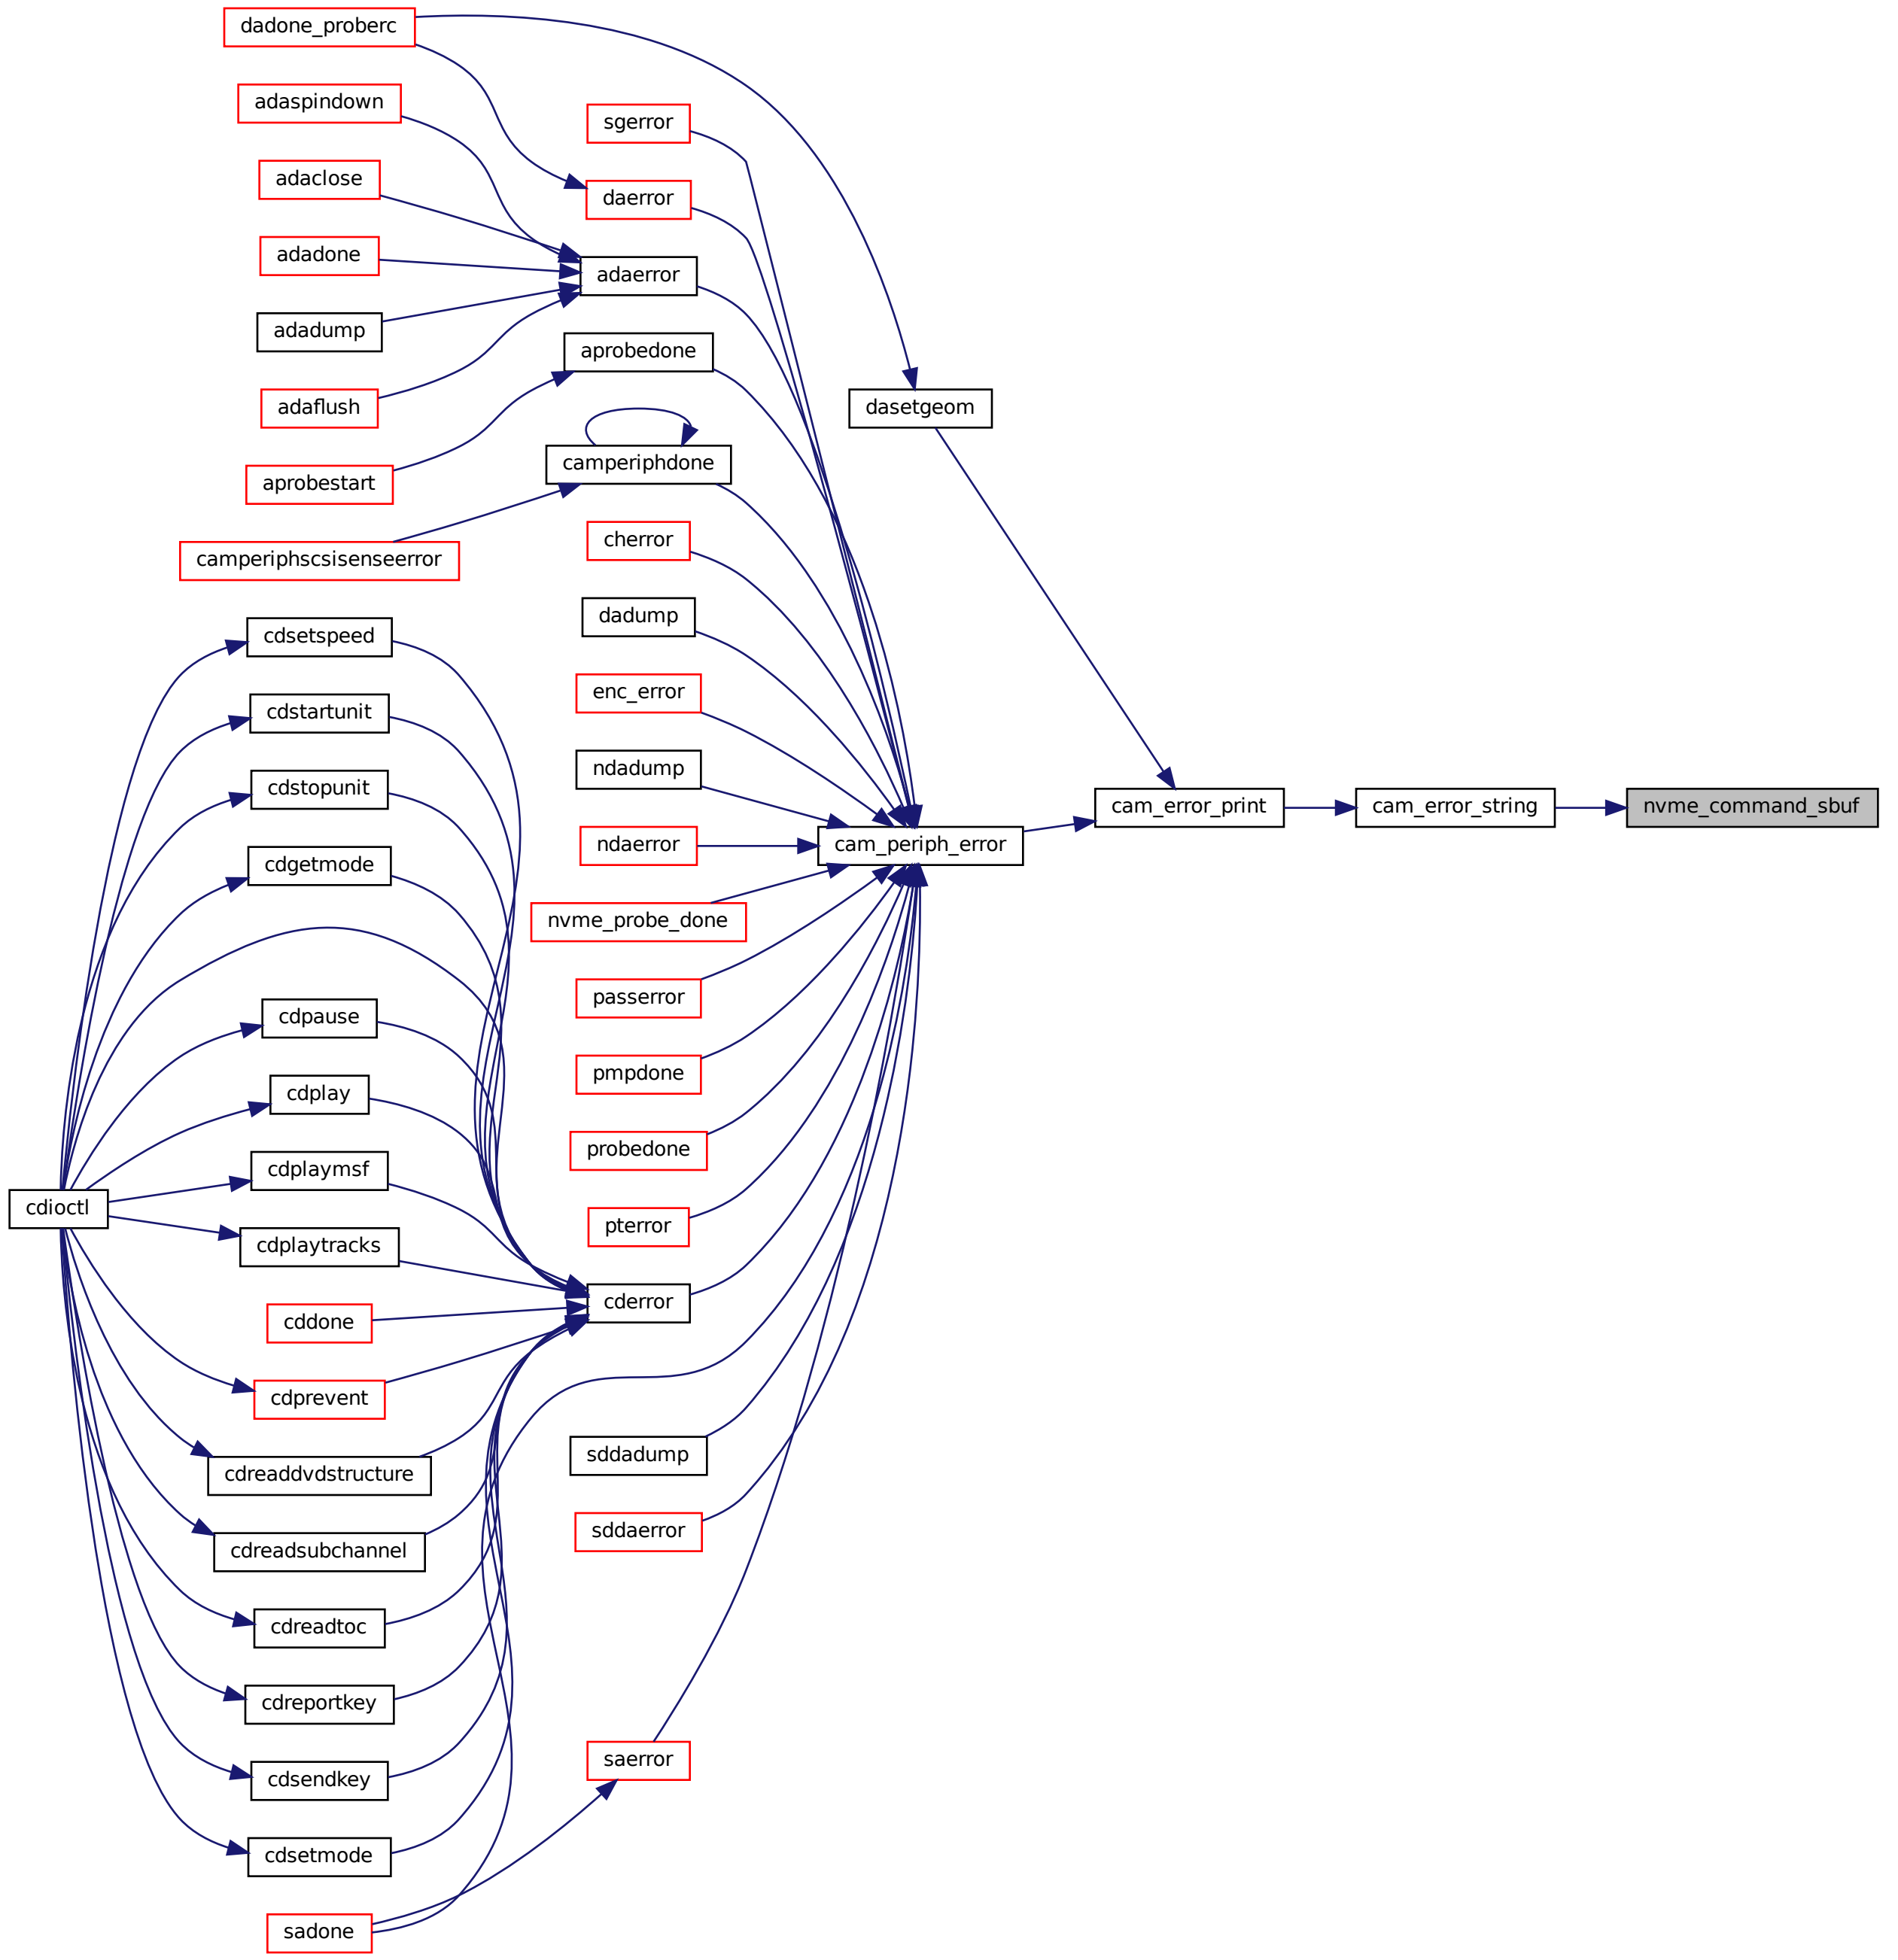 dadone_proberc
adaspindown
sgerror
adaclose
daerror
adadone
adaerror
adadump
aprobedone
adaflush
dasetgeom
camperiphdone
aprobestart
cherror
camperiphscsisenseerror
dadump
cdsetspeed
enc_error
cdstartunit
ndadump
cdstopunit
cam_error_print
cam_error_string
nvme_command_sbuf
cam_periph_error
ndaerror
cdgetmode
nvme_probe_done
passerror
cdpause
pmpdone
cdplay
probedone
cdplaymsf
cdioctl
pterror
cdplaytracks
cderror
cddone
cdprevent
sddadump
cdreaddvdstructure
sddaerror
cdreadsubchannel
cdreadtoc
cdreportkey
saerror
cdsendkey
cdsetmode
sadone